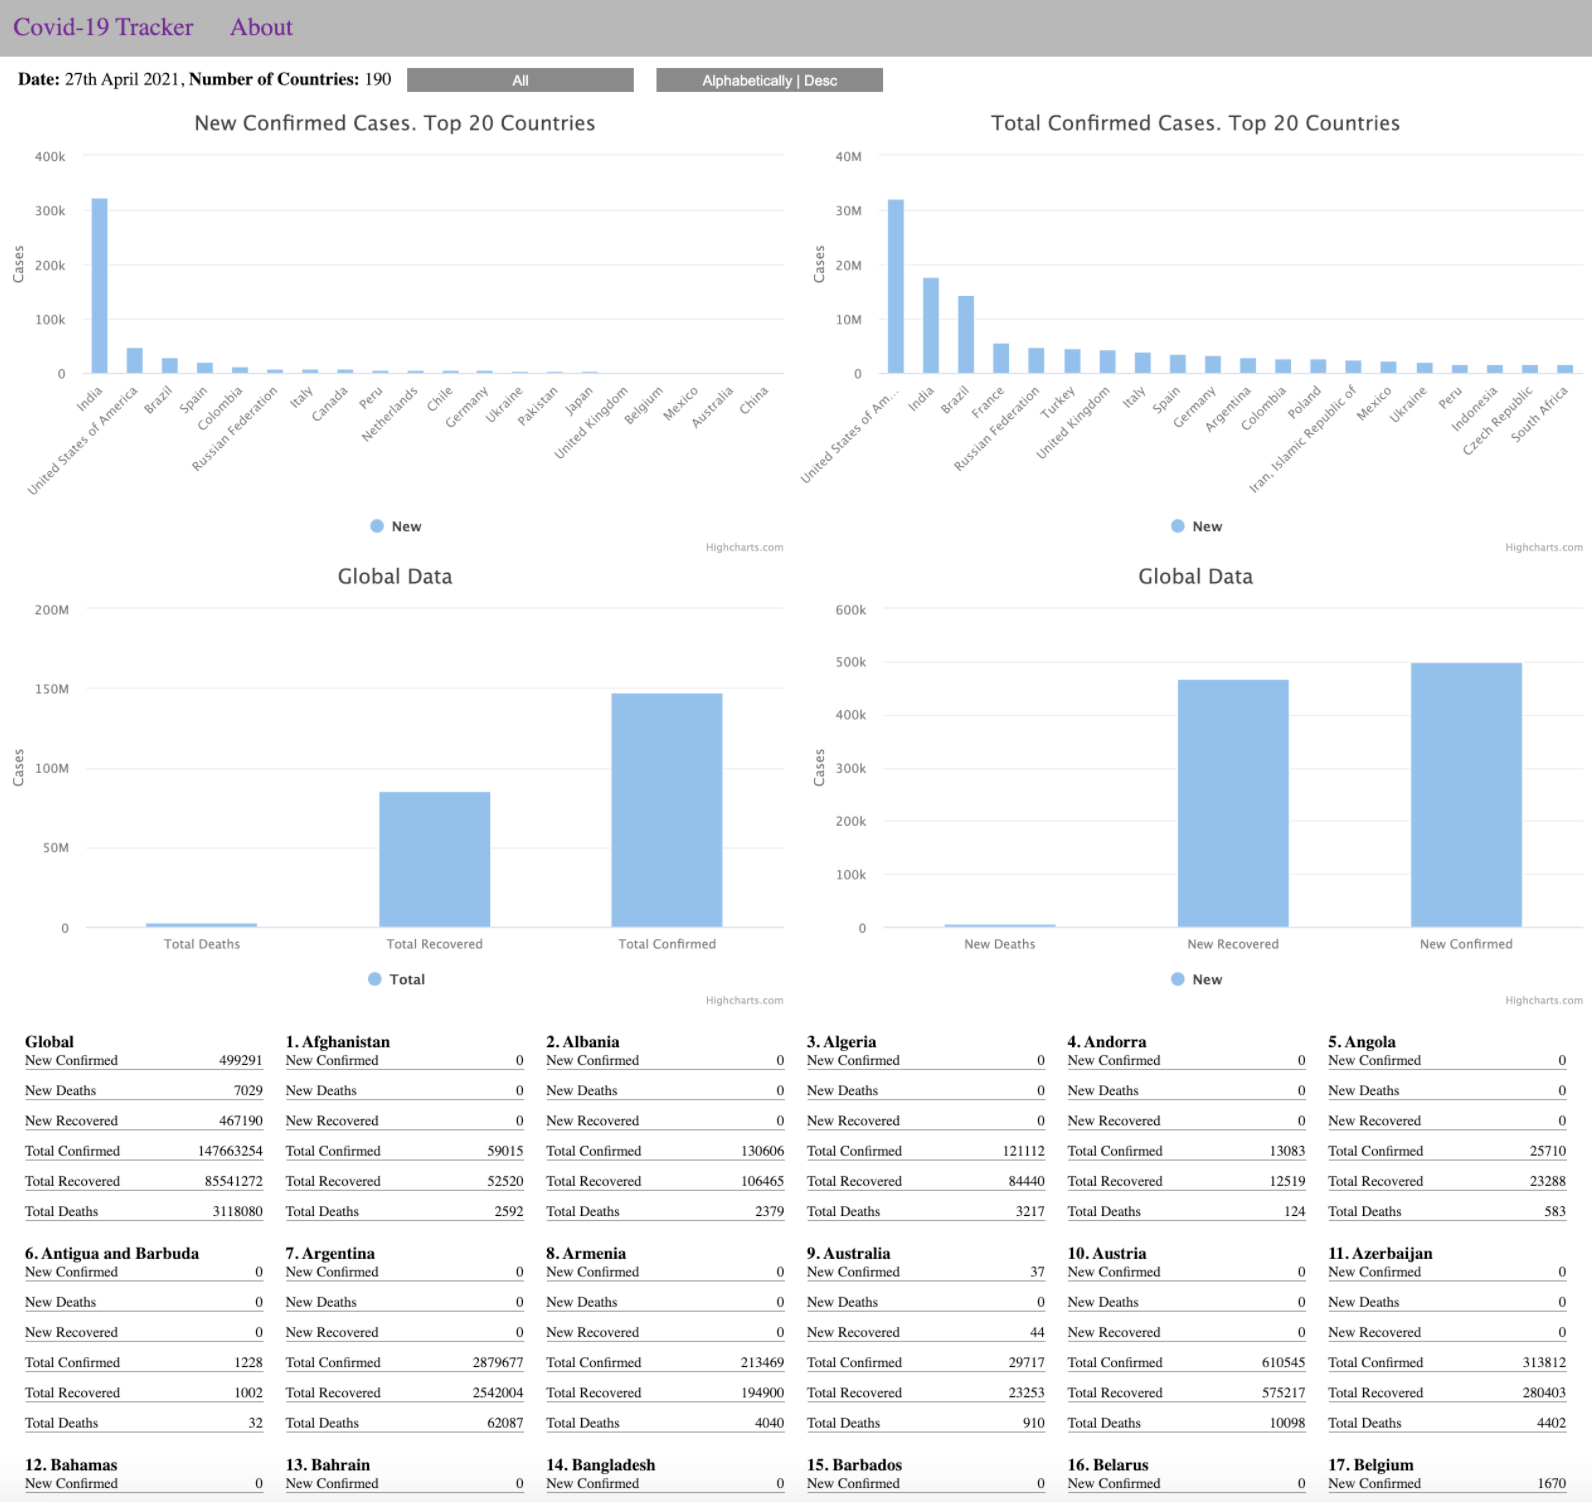 Covid-19 Tracker About
Date: 27th April 2021, Number of Countries: 190 All Alphabetically | Desc
New Confirmed Cases. Top 20 Countries
400k
300k
200k
100k
0
Cases
India
United States of America
Brazil
Spain
Colombia
Russian Federation
Italy
Canada
Peru
Netherlands
Chile
Germany
Ukraine
Pakistan
Japan
United Kingdom
Belgium
Mexico
Australia
China
New
Highcharts.com
Total Confirmed Cases. Top 20 Countries
40M
30M
20M
10M
0
Cases
United States of Am...
India
Brazil
France
Russian Federation
Turkey
United Kingdom
Italy
Spain
Germany
Argentina
Colombia
Poland
Iran, Islamic Republic of
Mexico
Ukraine
Peru
Indonesia
Czech Republic
South Africa
New
Highcharts.com
Global Data
200M
150M
100M
50M
0
Cases
Total Deaths Total Recovered Total Confirmed
Total
Highcharts.com
Global Data
600k
500k
400k
300k
200k
100k
0
Cases
New Deaths New Recovered New Confirmed
New
Highcharts.com
Global
New Confirmed 499291
New Deaths 7029
New Recovered 467190
Total Confirmed 147663254
Total Recovered 85541272
Total Deaths 3118080
1. Afghanistan
New Confirmed 0
New Deaths 0
New Recovered 0
Total Confirmed 59015
Total Recovered 52520
Total Deaths 2592
2. Albania
New Confirmed 0
New Deaths 0
New Recovered 0
Total Confirmed 130606
Total Recovered 106465
Total Deaths 2379
3. Algeria
New Confirmed 0
New Deaths 0
New Recovered 0
Total Confirmed 121112
Total Recovered 84440
Total Deaths 3217
4. Andorra
New Confirmed 0
New Deaths 0
New Recovered 0
Total Confirmed 13083
Total Recovered 12519
Total Deaths 124
5. Angola
New Confirmed 0
New Deaths 0
New Recovered 0
Total Confirmed 25710
Total Recovered 23288
Total Deaths 583
6. Antigua and Barbuda
New Confirmed 0
New Deaths 0
New Recovered 0
Total Confirmed 1228
Total Recovered 1002
Total Deaths 32
7. Argentina
New Confirmed 0
New Deaths 0
New Recovered 0
Total Confirmed 2879677
Total Recovered 2542004
Total Deaths 62087
8. Armenia
New Confirmed 0
New Deaths 0
New Recovered 0
Total Confirmed 213469
Total Recovered 194900
Total Deaths 4040
9. Australia
New Confirmed 37
New Deaths 0
New Recovered 44
Total Confirmed 29717
Total Recovered 23253
Total Deaths 910
10. Austria
New Confirmed 0
New Deaths 0
New Recovered 0
Total Confirmed 610545
Total Recovered 575217
Total Deaths 10098
11. Azerbaijan
New Confirmed 0
New Deaths 0
New Recovered 0
Total Confirmed 313812
Total Recovered 280403
Total Deaths 4402
12. Bahamas
New Confirmed 0
13. Bahrain
New Confirmed 0
14. Bangladesh
New Confirmed 0
15. Barbados
New Confirmed 0
16. Belarus
New Confirmed 0
17. Belgium
New Confirmed 1670